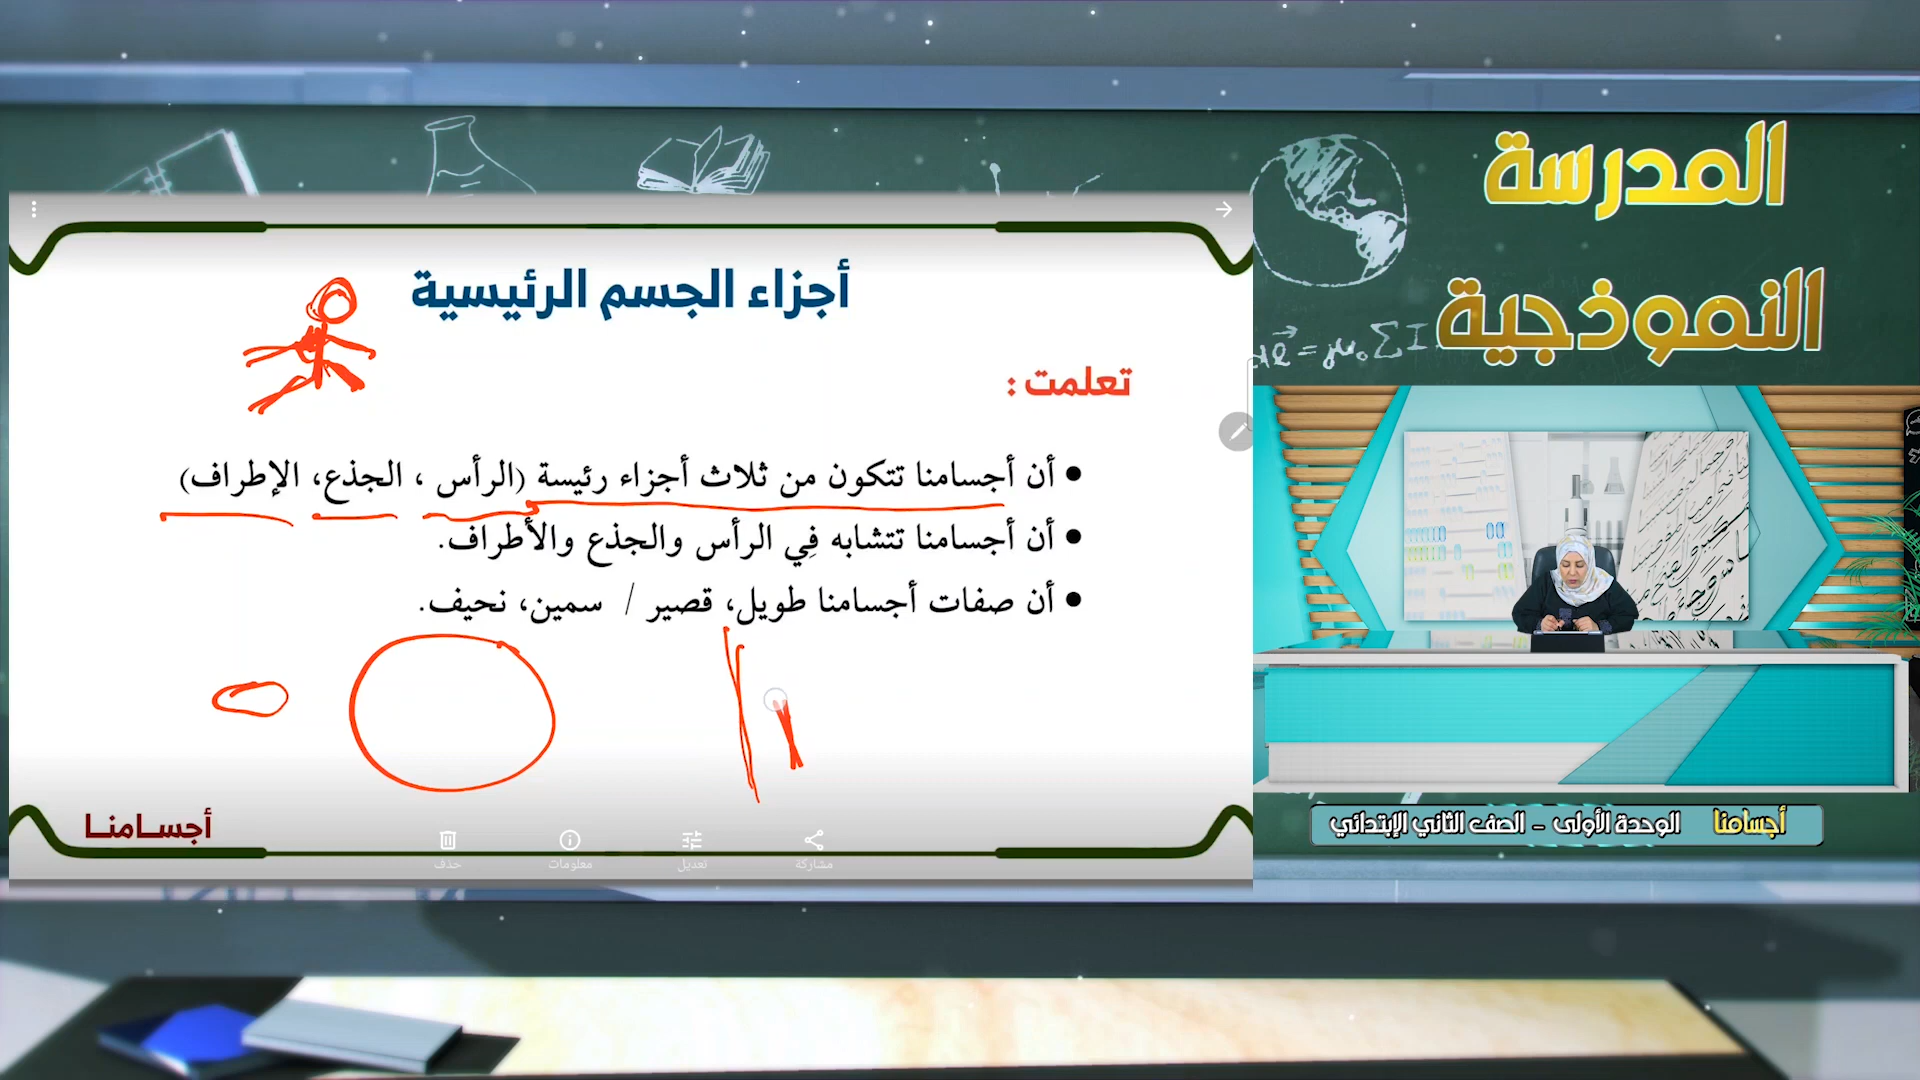 المدرسة
النموذجية
أجزاء الجسم الرئيسية
تعلمت :
• أن أجسامنا تتكون من ثلاث أجزاء رئيسة (الرأس ، الجذع، الإطراف)
• أن أجسامنا تتشابه فِي الرأس والجذع والأطراف.
• أن صفات أجسامنا طويل، قصير / سمين، نحيف.
أجسـامنـا
مشاركة
تعديل
معلومات
حذف
أجسامنا الوحدة الأولى - الصف الثاني الإبتدائي